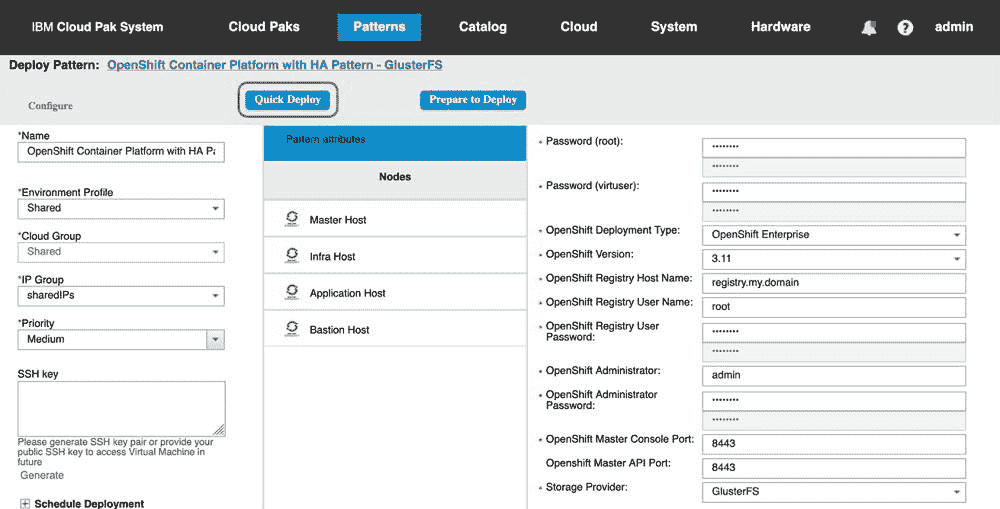 IBM Cloud Pak System
Cloud Paks
Patterns
Catalog
Cloud
System
Hardware
?
admin
Deploy Pattern: OpenShift Container Platform with HA Pattern - GlusterFS
Configure
Quick Deploy
Prepare to Deploy
*Name
OpenShift Container Platform with HA Pa
*Environment Profile
Shared
*Cloud Group
Shared
*IP Group
sharedIPs
*Priority
Medium
SSH key
Please generate SSH key pair or provide your
public SSH key to access Virtual Machine in
future
Generate
Schedule Deployment
Pattern attributes
Nodes
Master Host
Infra Host
Application Host
Bastion Host
Password (root):
••••••••
••••••••
Password (virtuser):
••••••••
••••••••
OpenShift Deployment Type:
OpenShift Enterprise
OpenShift Version:
3.11
OpenShift Registry Host Name:
registry.my.domain
OpenShift Registry User Name:
root
OpenShift Registry User
Password:
••••••••
••••••••
OpenShift Administrator:
admin
OpenShift Administrator
Password:
••••••••
••••••••
OpenShift Master Console Port:
8443
Openshift Master API Port:
8443
Storage Provider:
GlusterFS